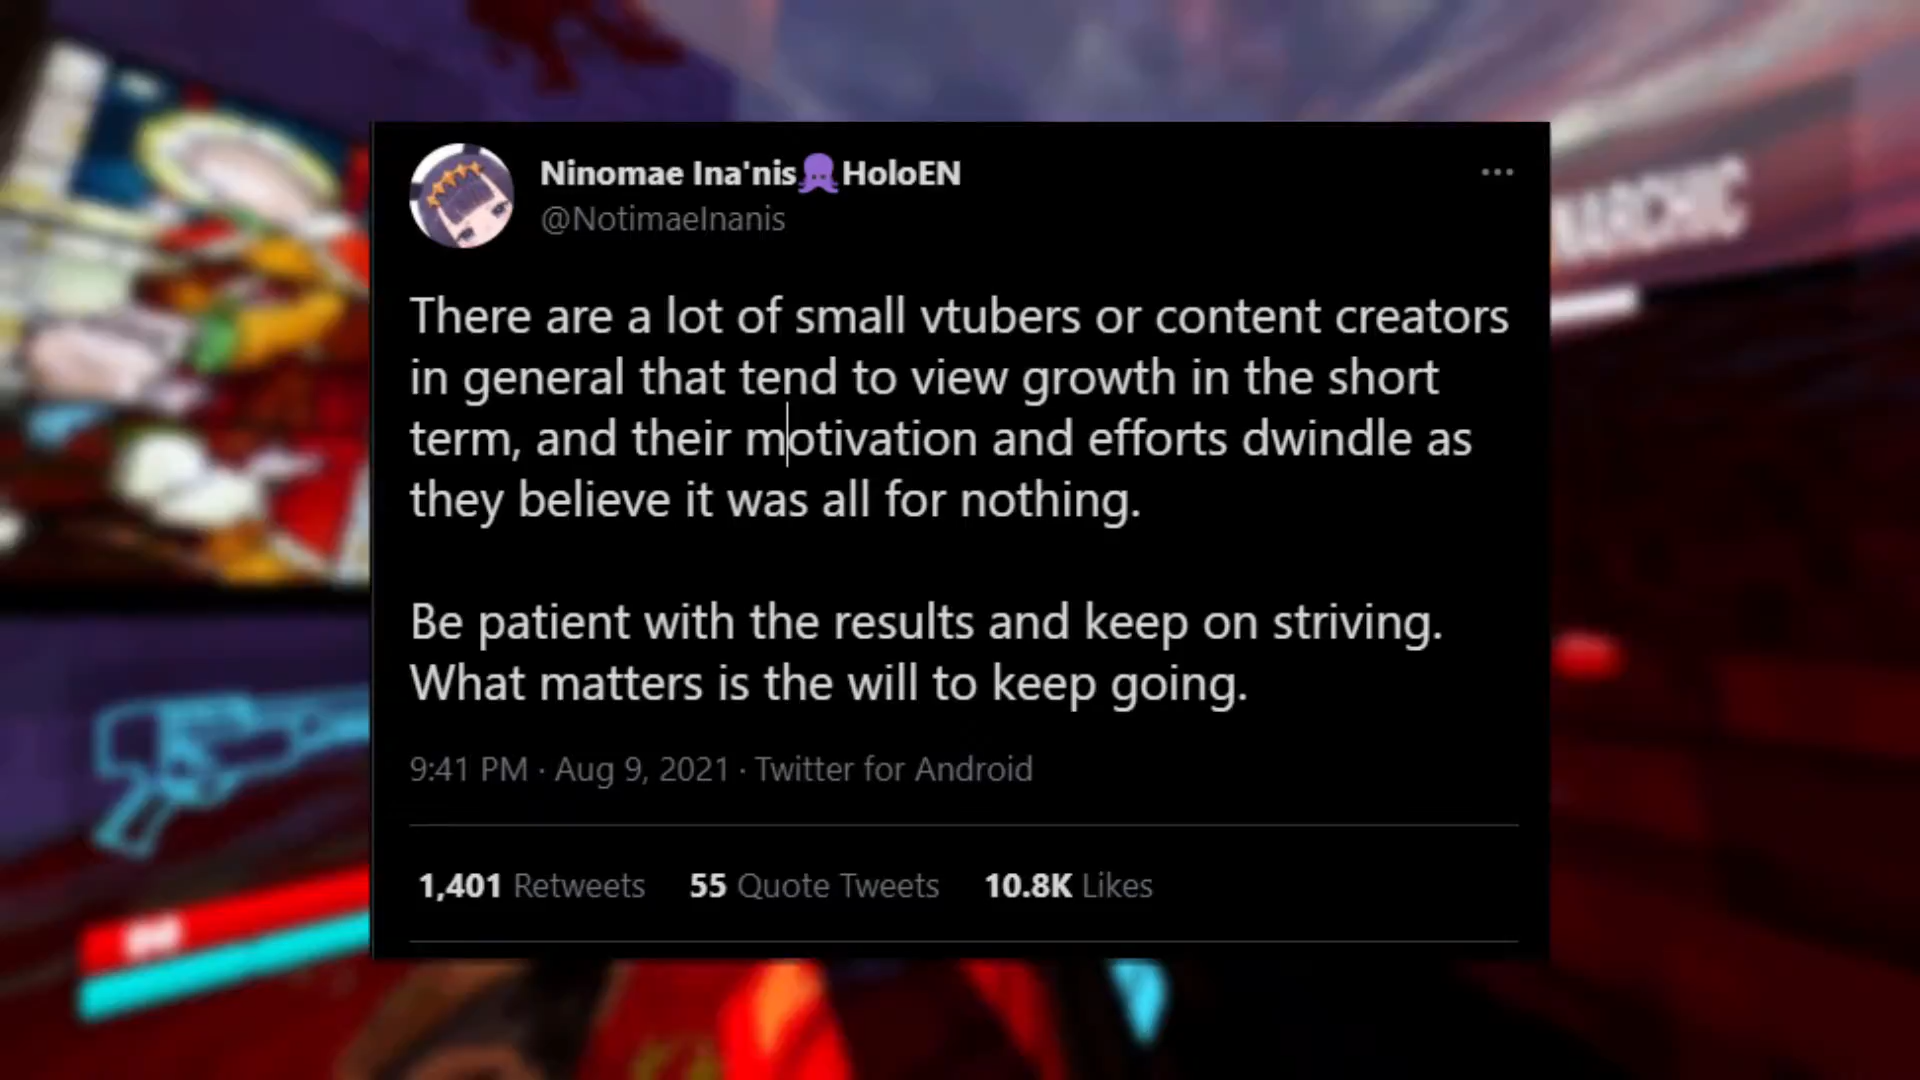 Ninomae Ina'nis🐙HoloEN
@NotimaeInanis
There are a lot of small vtubers or content creators
in general that tend to view growth in the short
term, and their motivation and efforts dwindle as
they believe it was all for nothing.
Be patient with the results and keep on striving.
What matters is the will to keep going.
9:41 PM · Aug 9, 2021 · Twitter for Android
1,401 Retweets 55 Quote Tweets 10.8K Likes